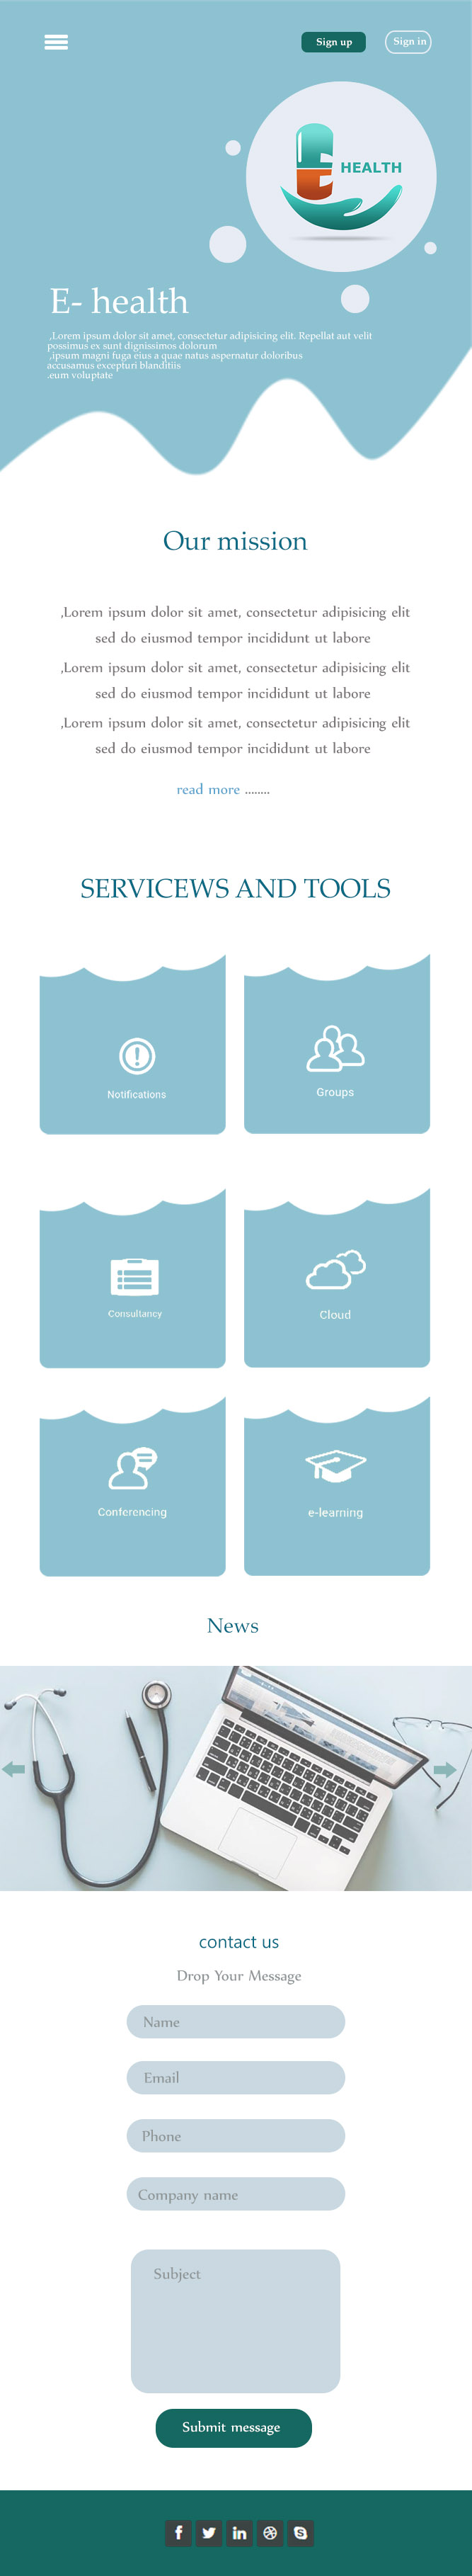 Sign up
Sign in
HEALTH
E- health
,Lorem ipsum dolor sit amet, consectetur adipisicing elit. Repellat aut velit
possimus ex sunt dignissimos dolorum
,ipsum magni fuga eius a quae natus aspernatur doloribus
accusamus excepturi blanditiis
.eum voluptate
Our mission
,Lorem ipsum dolor sit amet, consectetur adipisicing elit
sed do eiusmod tempor incididunt ut labore
,Lorem ipsum dolor sit amet, consectetur adipisicing elit
sed do eiusmod tempor incididunt ut labore
,Lorem ipsum dolor sit amet, consectetur adipisicing elit
sed do eiusmod tempor incididunt ut labore
read more ........
SERVICEWS AND TOOLS
Notifications
Groups
Consultancy
Cloud
Conferencing
e-learning
News
contact us
Drop Your Message
Name
Email
Phone
Company name
Subject
Submit message